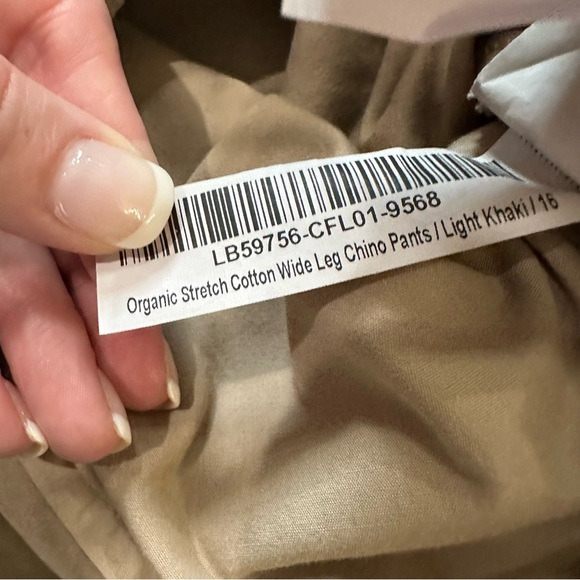 LB59756-CFL01-9568
Organic Stretch Cotton Wide Leg Chino Pants / Light Khaki / 16